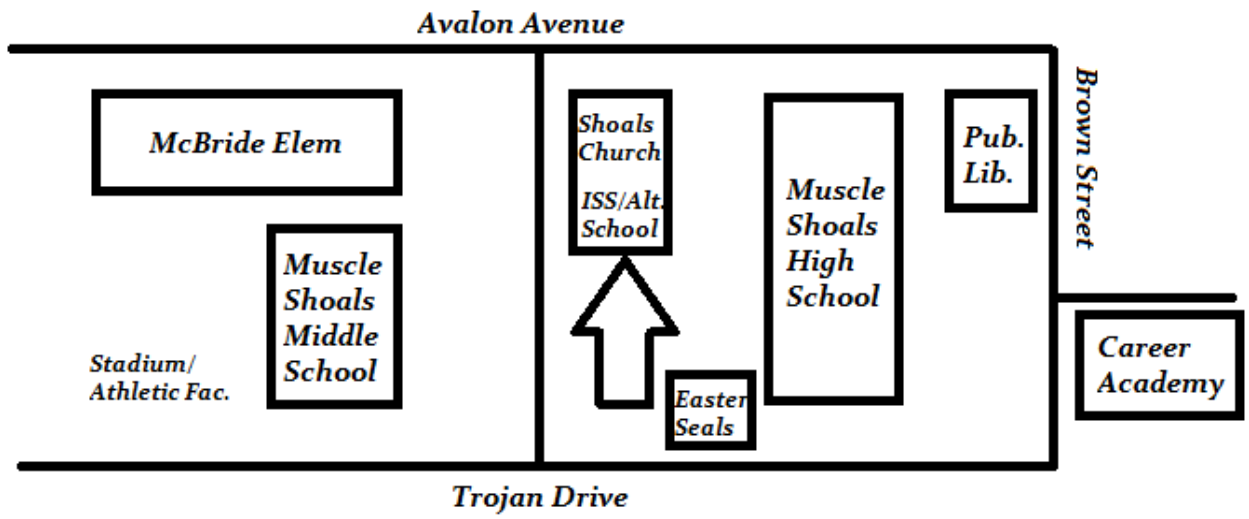 Avalon Avenue
McBride Elem
Shoals
Church
ISS/Alt.
School
Muscle
Shoals
High
School
Pub.
Lib.
Brown Street
Muscle
Shoals
Middle
School
Stadium/
Athletic Fac.
Easter
Seals
Career
Academy
Trojan Drive